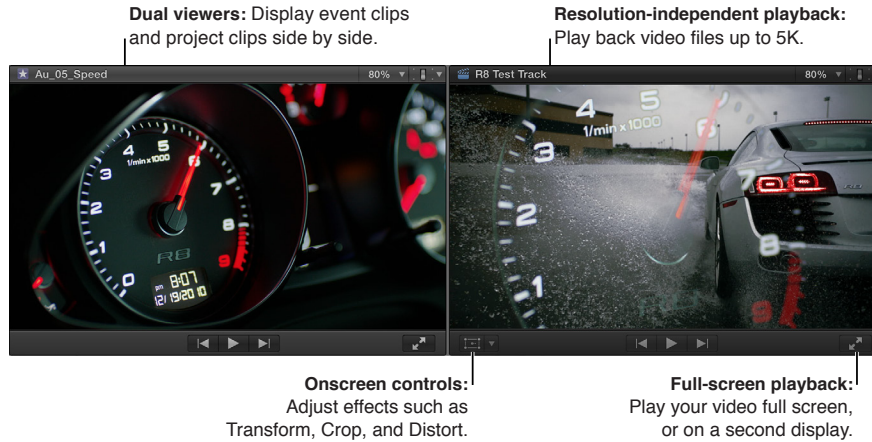 Dual viewers: Display event clips
and project clips side by side.
Resolution-independent playback:
Play back video files up to 5K.
Au_05_Speed
80%
R8 Test Track
80%
4
5
1/min x 1000
3
6
7
2
8
1
9
0
R8
pm 8:07
12/19/2010
4
5
1/min x 1000
6
3
7
2
8
1
9
R8
Onscreen controls:
Adjust effects such as
Transform, Crop, and Distort.
Full-screen playback:
Play your video full screen,
or on a second display.